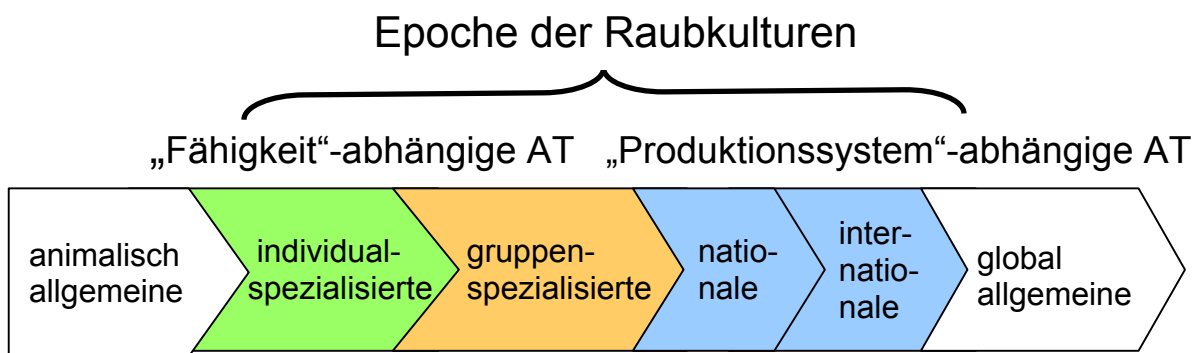 Epoche der Raubkulturen
„Fähigkeit“-abhängige AT „Produktionssystem“-abhängige AT
animalisch
allgemeine
individual-
spezialisierte
gruppen-
spezialisierte
natio-
nale
inter-
natio-
nale
global
allgemeine